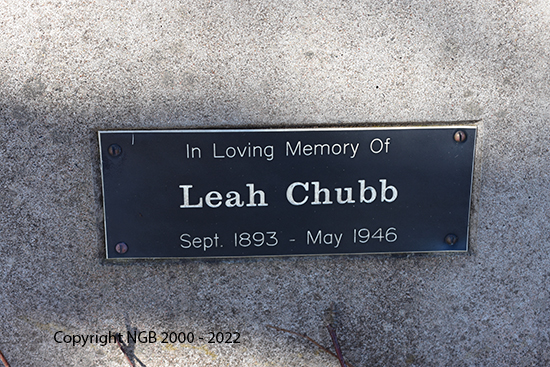 In Loving Memory Of
Leah Chubb
Sept. 1893 - May 1946
Copyright NGB 2000 - 2022